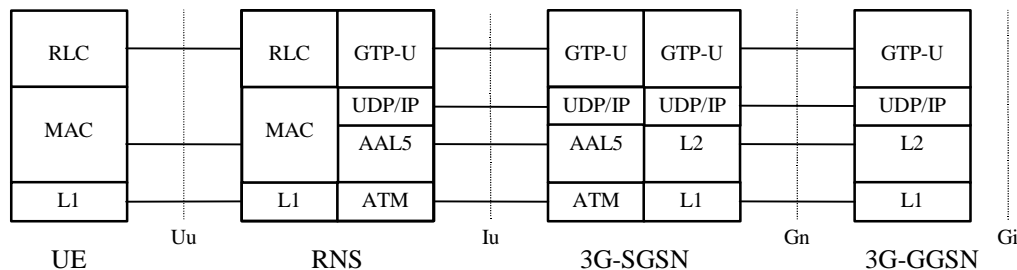 RLC RLC GTP-U GTP-U GTP-U GTP-U
UDP/IP UDP/IP UDP/IP UDP/IP
MAC MAC
AAL5 AAL5 L2 L2
L1 L1 ATM ATM L1 L1
Uu Iu Gn Gi
UE RNS 3G-SGSN 3G-GGSN